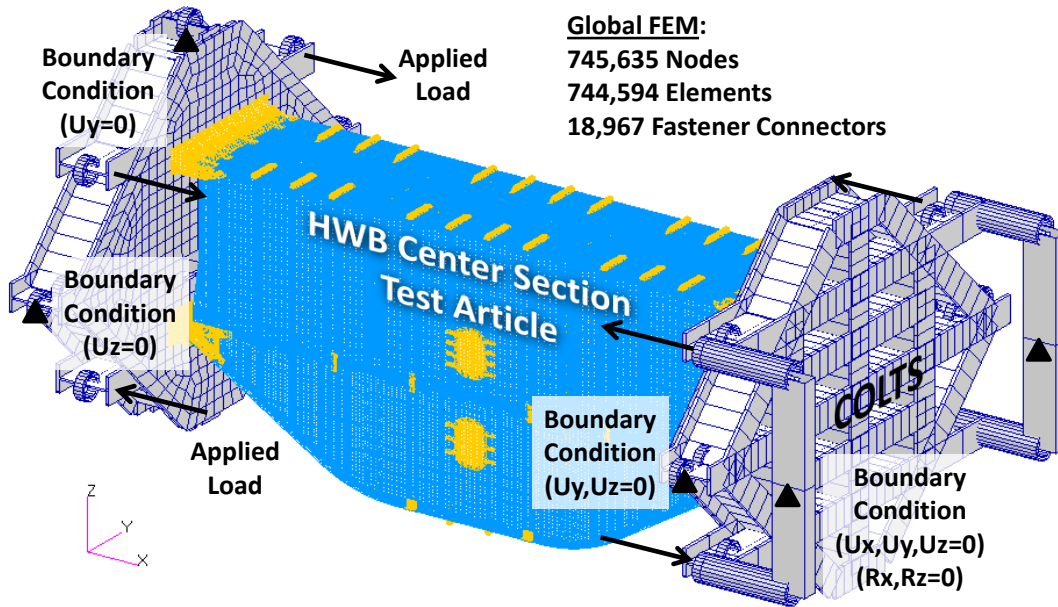 Global FEM:
745,635 Nodes
744,594 Elements
18,967 Fastener Connectors
Boundary
Condition
(Uy=0)
Applied
Load
HWB Center Section
Test Article
Boundary
Condition
(Uz=0)
COLTS
Applied
Load
Boundary
Condition
(Uy,Uz=0)
Boundary
Condition
(Ux,Uy,Uz=0)
(Rx,Rz=0)
Z
Y
X